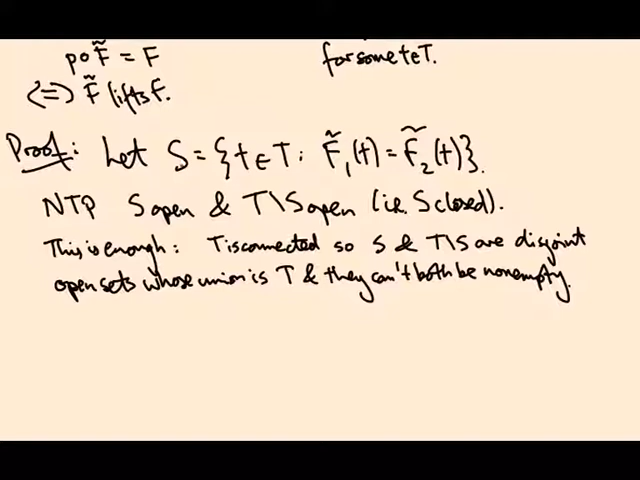 p∘F̃ = F
for some t∈T.
(⇔) F̃ lifts F.
Proof: Let S = {t∈T : F̃₁(t) = F̃₂(t)}.
NTP S open & T\S open (i.e. S closed).
This is enough: T is connected so S & T\S are disjoint
open sets whose union is T & they can't both be nonempty.